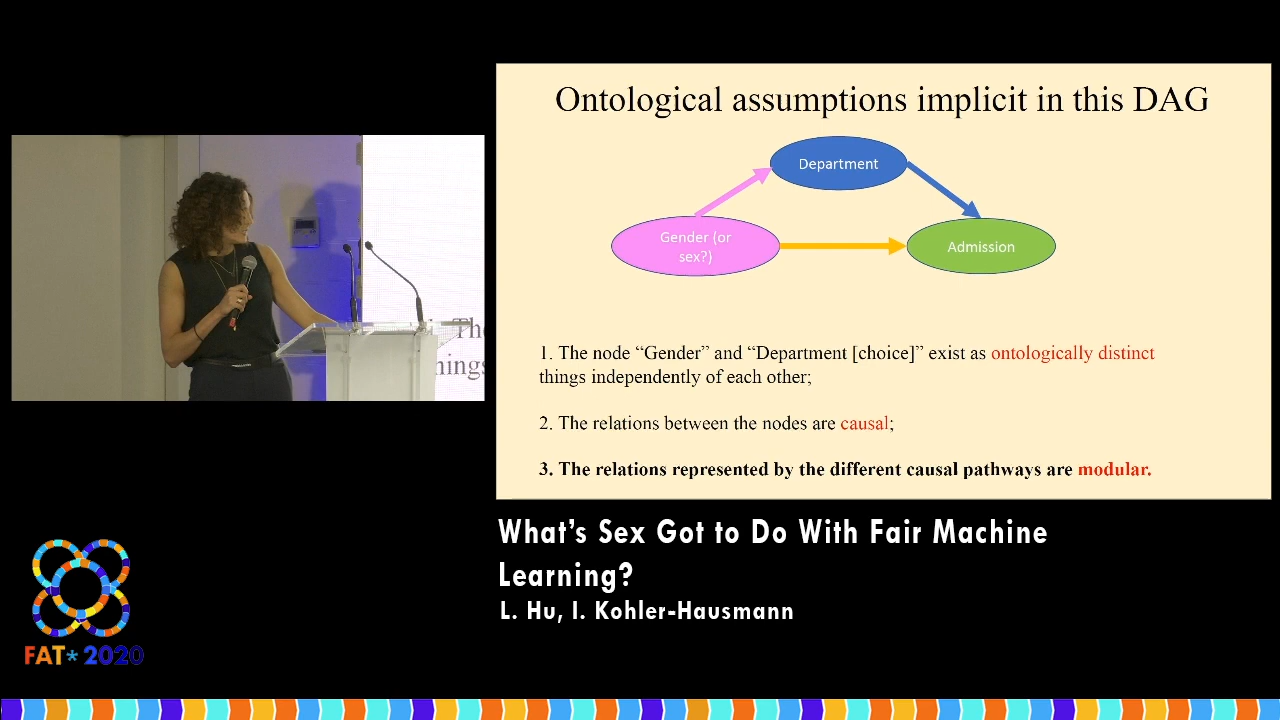 Ontological assumptions implicit in this DAG
Department
Gender (or
sex?)
Admission
1. The node “Gender” and “Department [choice]” exist as ontologically distinct
things independently of each other;
2. The relations between the nodes are causal;
3. The relations represented by the different causal pathways are modular.
The
nings
What’s Sex Got to Do With Fair Machine
Learning?
L. Hu, I. Kohler-Hausmann
FAT* 2020